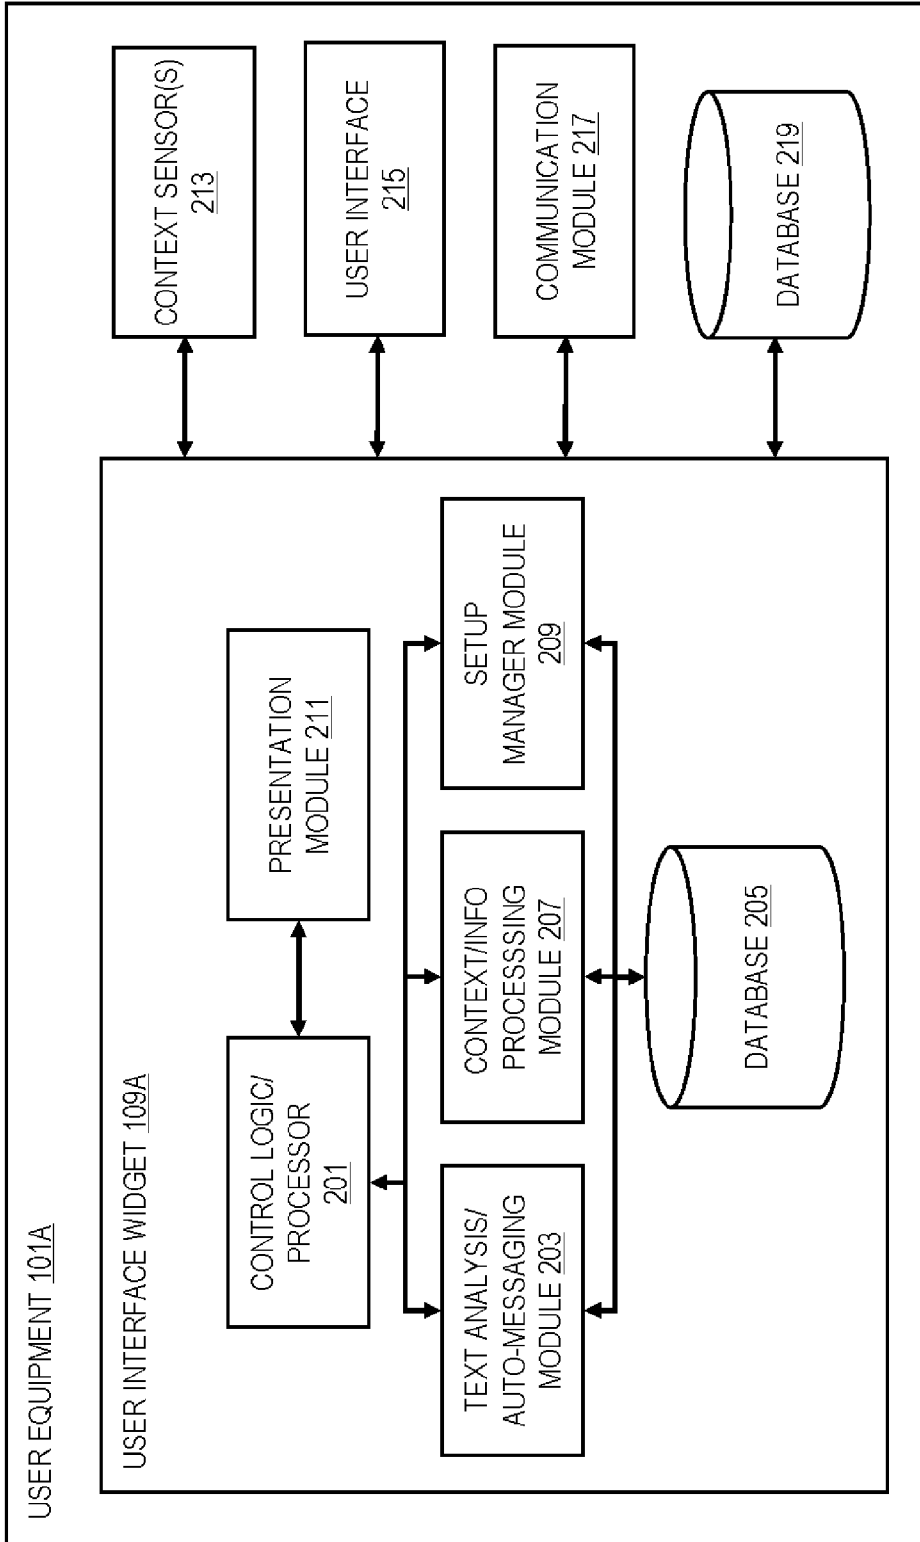 USER EQUIPMENT 101A
USER INTERFACE WIDGET 109A
CONTROL LOGIC/
PROCESSOR
201
PRESENTATION
MODULE 211
TEXT ANALYSIS/
AUTO-MESSAGING
MODULE 203
CONTEXT/INFO
PROCESSSING
MODULE 207
SETUP
MANAGER MODULE
209
DATABASE 205
CONTEXT SENSOR(S)
213
USER INTERFACE
215
COMMUNICATION
MODULE 217
DATABASE 219